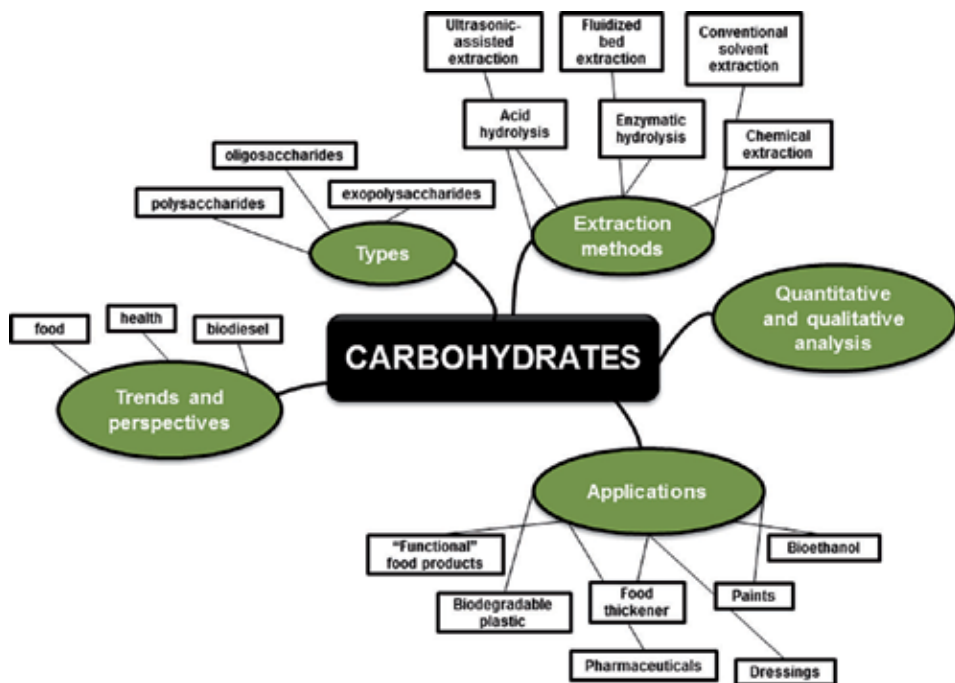 Ultrasonic-
assisted
extraction
Fluidized
bed
extraction
Conventional
solvent
extraction
Acid
hydrolysis
Enzymatic
hydrolysis
Chemical
extraction
oligosaccharides
polysaccharides
exopolysaccharides
Types
Extraction
methods
Quantitative
and qualitative
analysis
food
health
biodiesel
CARBOHYDRATES
Trends and
perspectives
Applications
"Functional"
food products
Bioethanol
Biodegradable
plastic
Food
thickener
Paints
Pharmaceuticals
Dressings